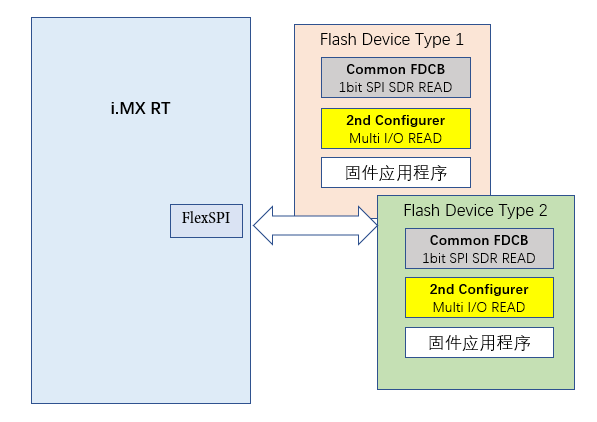 i.MX RT
FlexSPI
Flash Device Type 1
Common FDCB
1bit SPI SDR READ
2nd Configurer
Multi I/O READ
固件应用程序
Flash Device Type 2
Common FDCB
1bit SPI SDR READ
2nd Configurer
Multi I/O READ
固件应用程序